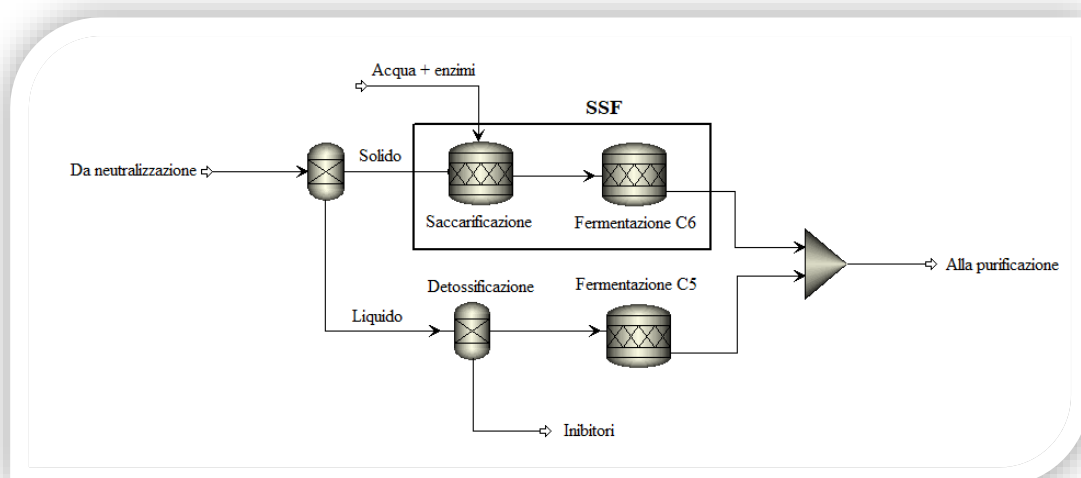 Acqua + enzimi
SSF
Da neutralizzazione
Solido
Saccarificazione
Fermentazione C6
Alla purificazione
Detossificazione
Fermentazione C5
Liquido
Inibitori